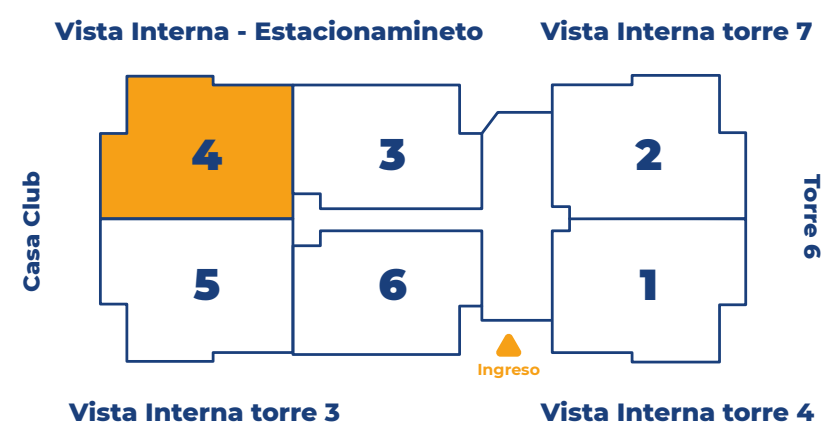 Vista Interna - Estacionamineto
Vista Interna torre 7
4
3
2
Casa Club
Torre 6
5
6
1
Ingreso
Vista Interna torre 3
Vista Interna torre 4